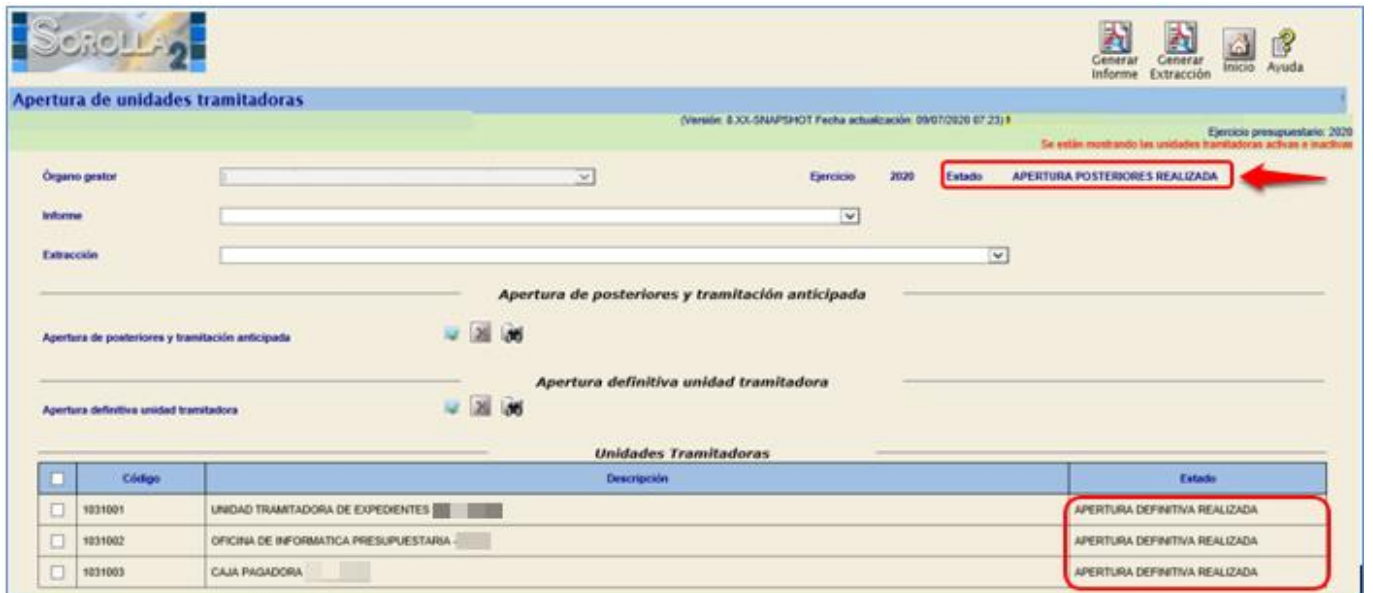 SOROLLA2
Generar Informe
Generar Extracción
Inicio
Ayuda
Apertura de unidades tramitadoras
(Versión: 8.XX-SNAPSHOT Fecha actualización: 09/07/2020 07:23)
Ejercicio presupuestario: 2020
Se están mostrando las unidades tramitadoras activas e inactivas
Órgano gestor Ejercicio 2020 Estado APERTURA POSTERIORES REALIZADA
Informe
Extracción
Apertura de posteriores y tramitación anticipada
Apertura de posteriores y tramitación anticipada
Apertura definitiva unidad tramitadora
Apertura definitiva unidad tramitadora
Unidades Tramitadoras
Código Descripción Estado
1031001 UNIDAD TRAMITADORA DE EXPEDIENTES APERTURA DEFINITIVA REALIZADA
1031002 OFICINA DE INFORMATICA PRESUPUESTARIA - APERTURA DEFINITIVA REALIZADA
1031003 CAJA PAGADORA APERTURA DEFINITIVA REALIZADA